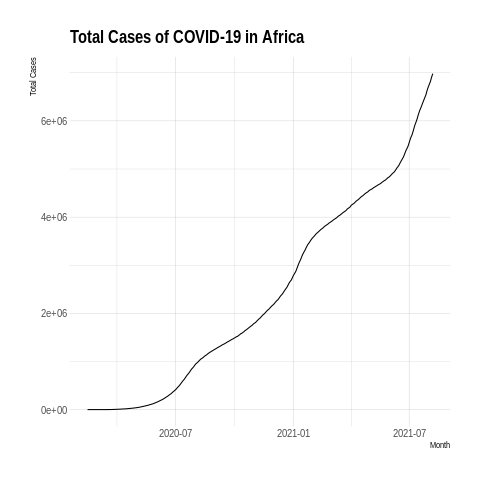 Total Cases of COVID-19 in Africa
Total Cases
6e+06
4e+06
2e+06
0e+00
2020-07
2021-01
2021-07
Month